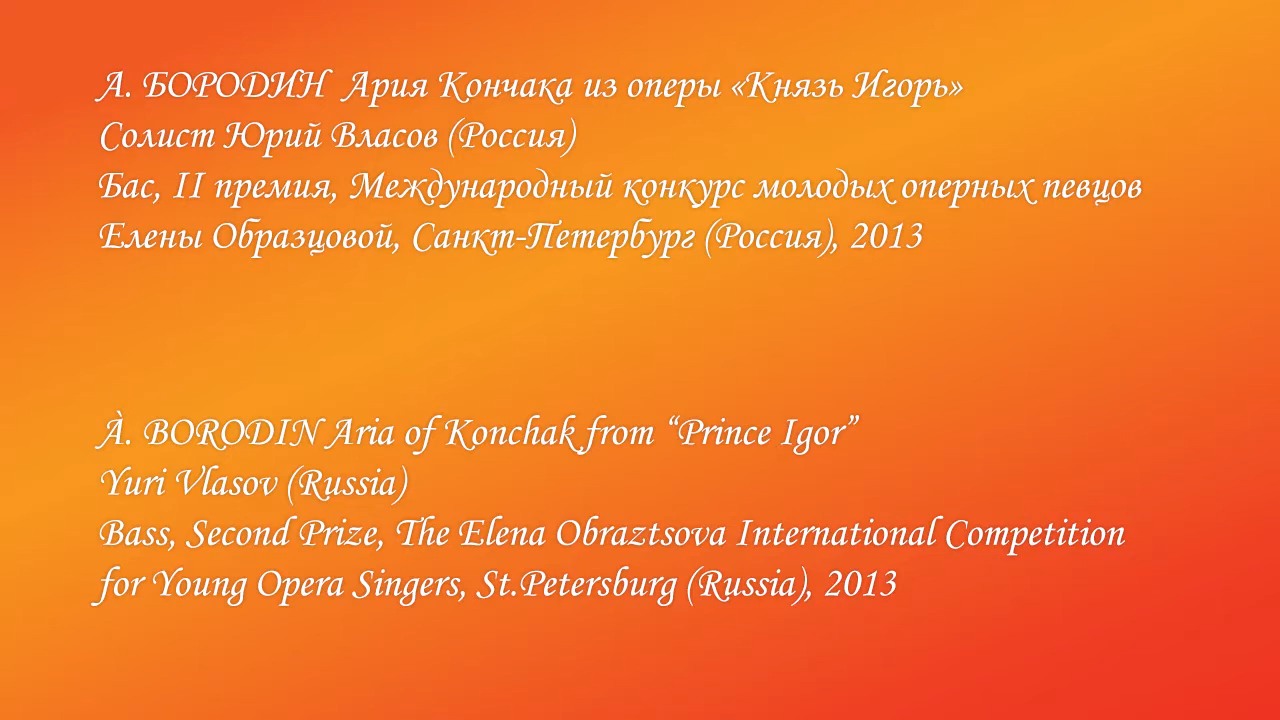 А. БОРОДИН Ария Кончака из оперы «Князь Игорь»
Солист Юрий Власов (Россия)
Бас, II премия, Международный конкурс молодых оперных певцов
Елены Образцовой, Санкт-Петербург (Россия), 2013
À. BORODIN Aria of Konchak from “Prince Igor”
Yuri Vlasov (Russia)
Bass, Second Prize, The Elena Obraztsova International Competition
for Young Opera Singers, St.Petersburg (Russia), 2013